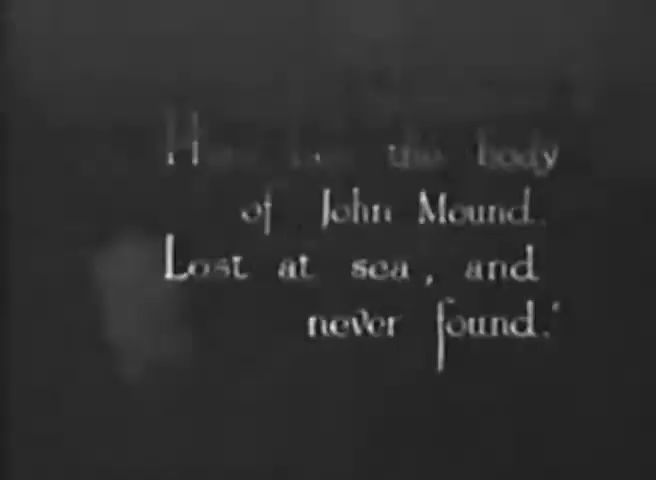 the body
of John Mound.
Lost at sea, and
never found.'